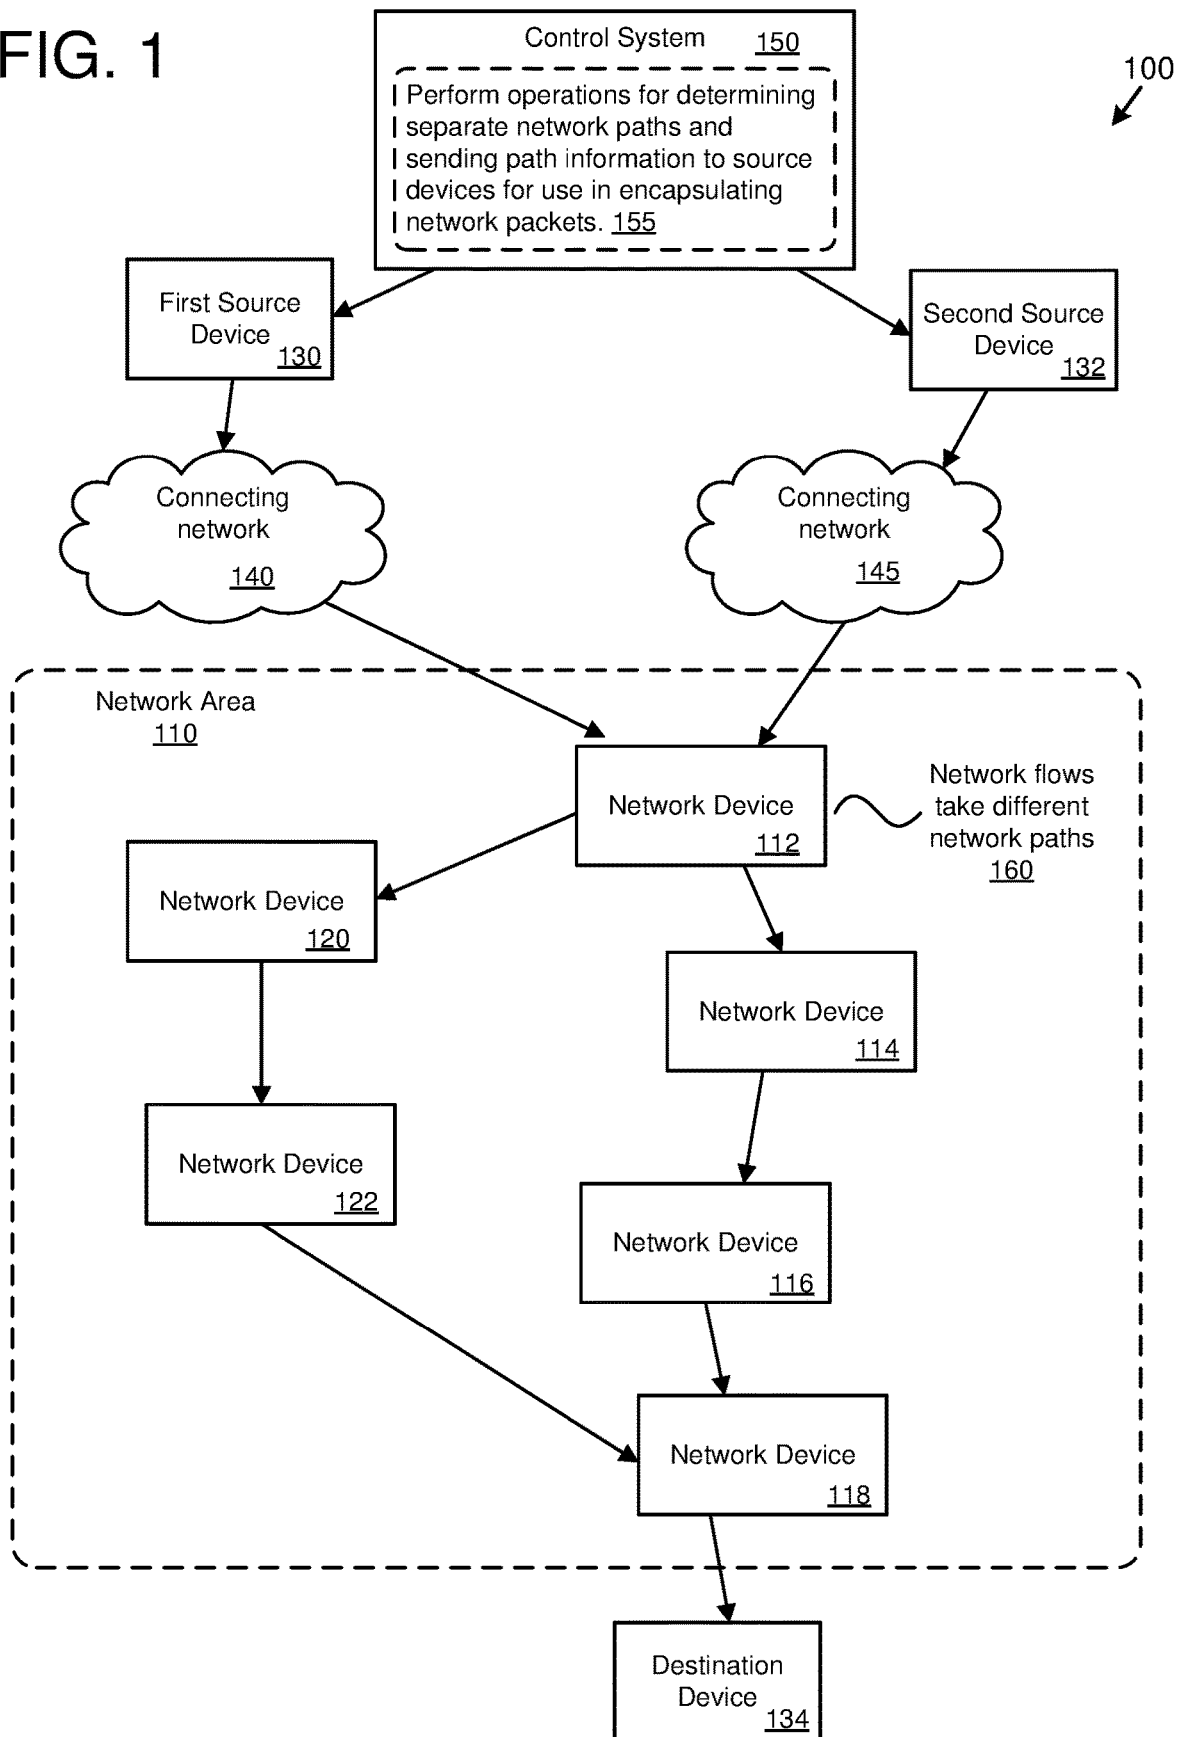 FIG. 1
Control System 150
100
Perform operations for determining
separate network paths and
sending path information to source
devices for use in encapsulating
network packets. 155
First Source
Device
130
Second Source
Device
132
Connecting
network
140
Connecting
network
145
Network Area
110
Network Device
112
Network flows
take different
network paths
160
Network Device
120
Network Device
114
Network Device
122
Network Device
116
Network Device
118
Destination
Device
134